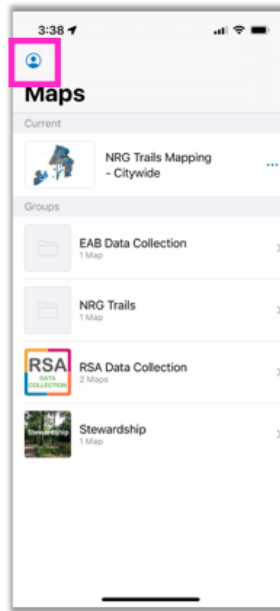 3:38
Maps
Current
NRG Trails Mapping
- Citywide
Groups
EAB Data Collection
1 Map
NRG Trails
1 Map
RSA
DATA
COLLECTION
RSA Data Collection
2 Maps
Stewardship
Stewardship
1 Map